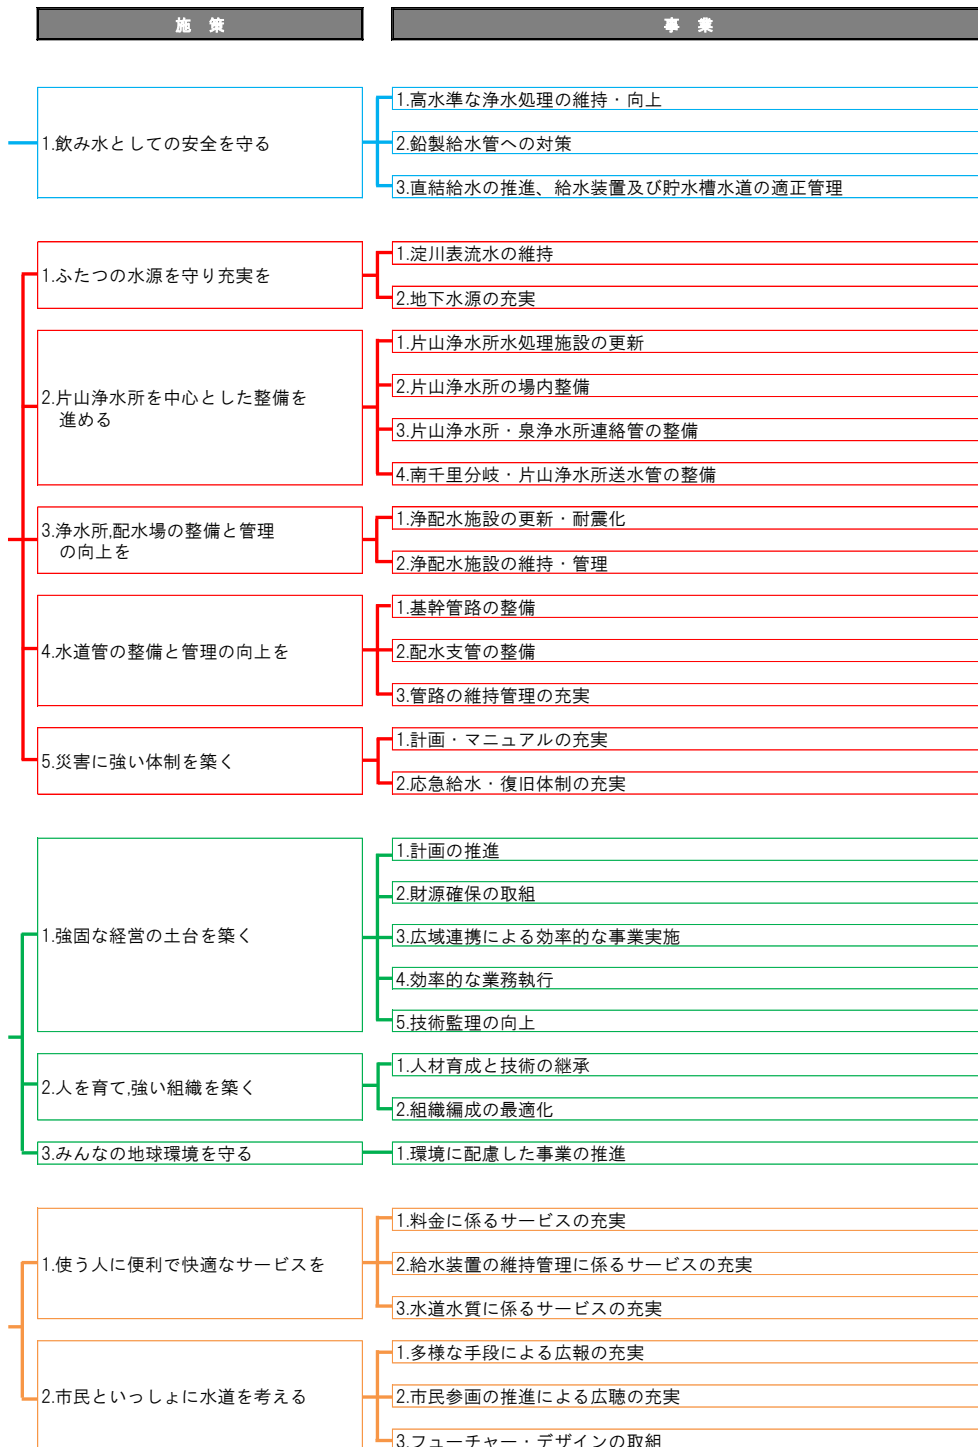 施 策
事 業
1.飲み水としての安全を守る
1.高水準な浄水処理の維持・向上
2.鉛製給水管への対策
3.直結給水の推進、給水装置及び貯水槽水道の適正管理
1.ふたつの水源を守り充実を
1.淀川表流水の維持
2.地下水源の充実
2.片山浄水所を中心とした整備を
進める
1.片山浄水所水処理施設の更新
2.片山浄水所の場内整備
3.片山浄水所・泉浄水所連絡管の整備
4.南千里分岐・片山浄水所送水管の整備
3.浄水所,配水場の整備と管理
の向上を
1.浄配水施設の更新・耐震化
2.浄配水施設の維持・管理
4.水道管の整備と管理の向上を
1.基幹管路の整備
2.配水支管の整備
3.管路の維持管理の充実
5.災害に強い体制を築く
1.計画・マニュアルの充実
2.応急給水・復旧体制の充実
1.強固な経営の土台を築く
1.計画の推進
2.財源確保の取組
3.広域連携による効率的な事業実施
4.効率的な業務執行
5.技術監理の向上
2.人を育て,強い組織を築く
1.人材育成と技術の継承
2.組織編成の最適化
3.みんなの地球環境を守る
1.環境に配慮した事業の推進
1.使う人に便利で快適なサービスを
1.料金に係るサービスの充実
2.給水装置の維持管理に係るサービスの充実
3.水道水質に係るサービスの充実
2.市民といっしょに水道を考える
1.多様な手段による広報の充実
2.市民参画の推進による広聴の充実
3.フューチャー・デザインの取組